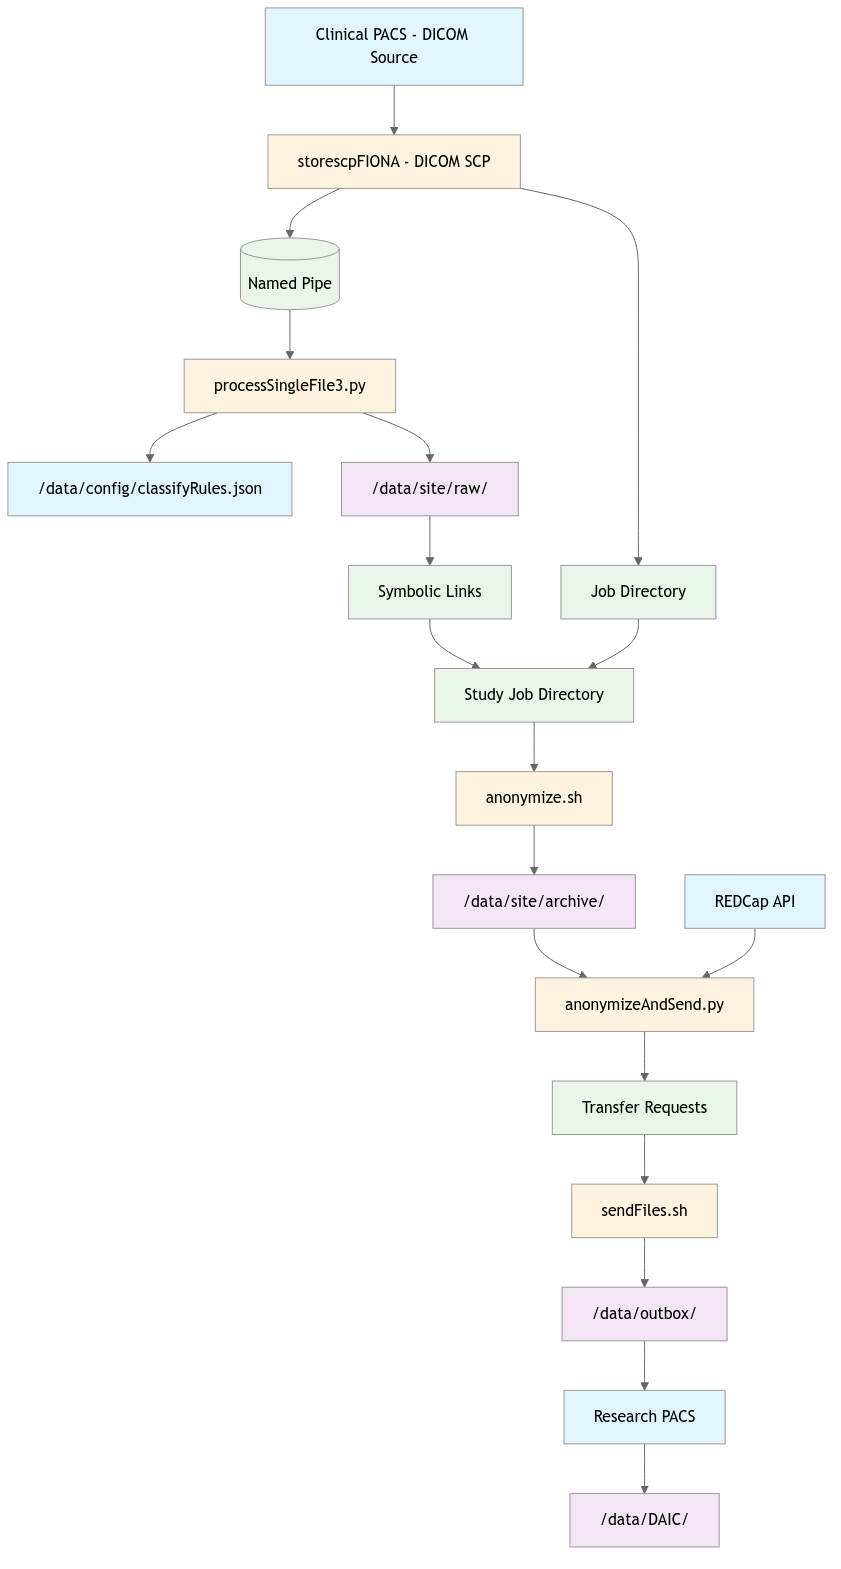 Clinical PACS - DICOM
Source
storescpFIONA - DICOM SCP
Named Pipe
processSingleFile3.py
/data/config/classifyRules.json
/data/site/raw/
Symbolic Links
Job Directory
Study Job Directory
anonymize.sh
/data/site/archive/
REDCap API
anonymizeAndSend.py
Transfer Requests
sendFiles.sh
/data/outbox/
Research PACS
/data/DAIC/